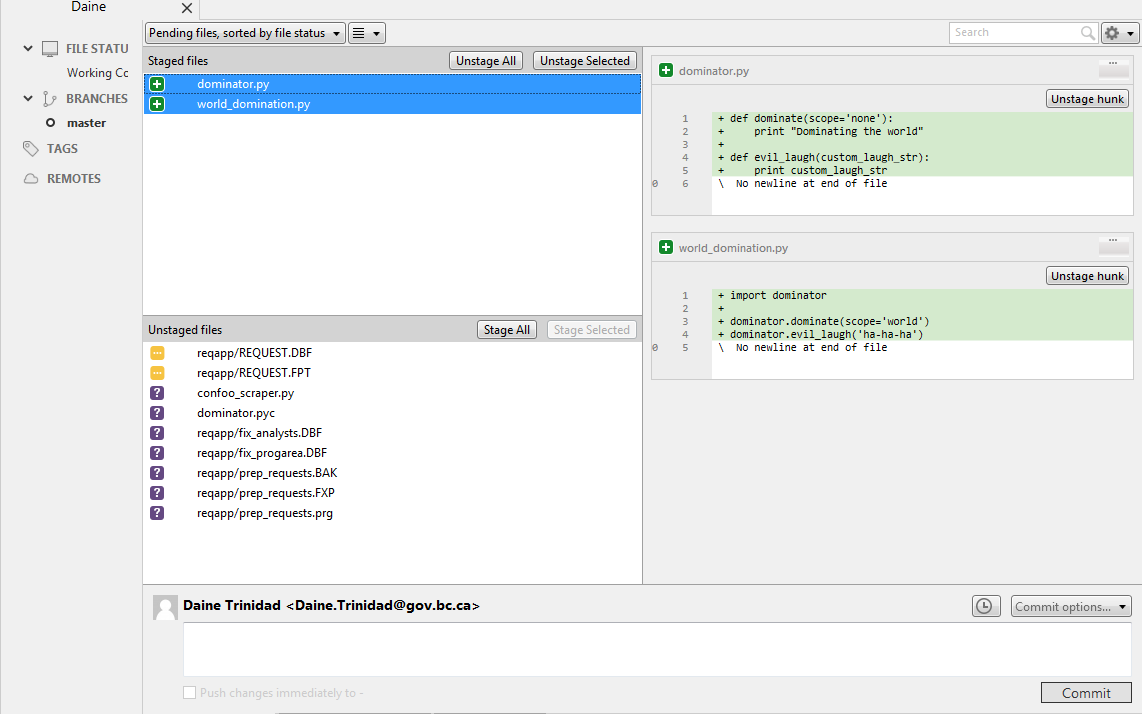 Daine
FILE STATU
Working Cc
BRANCHES
master
TAGS
REMOTES
Pending files, sorted by file status
Search
Staged files
Unstage All
Unstage Selected
dominator.py
world_domination.py
Unstaged files
Stage All
Stage Selected
reqapp/REQUEST.DBF
reqapp/REQUEST.FPT
? confoo_scraper.py
? dominator.pyc
? reqapp/fix_analysts.DBF
? reqapp/fix_progarea.DBF
? reqapp/prep_requests.BAK
? reqapp/prep_requests.FXP
? reqapp/prep_requests.prg
dominator.py
Unstage hunk
1 + def dominate(scope='none'):
2 +     print "Dominating the world"
3 +
4 + def evil_laugh(custom_laugh_str):
5 +     print custom_laugh_str
0 6 \  No newline at end of file
world_domination.py
Unstage hunk
1 + import dominator
2 +
3 + dominator.dominate(scope='world')
4 + dominator.evil_laugh('ha-ha-ha')
0 5 \  No newline at end of file
Daine Trinidad <Daine.Trinidad@gov.bc.ca>
Commit options...
Push changes immediately to -
Commit